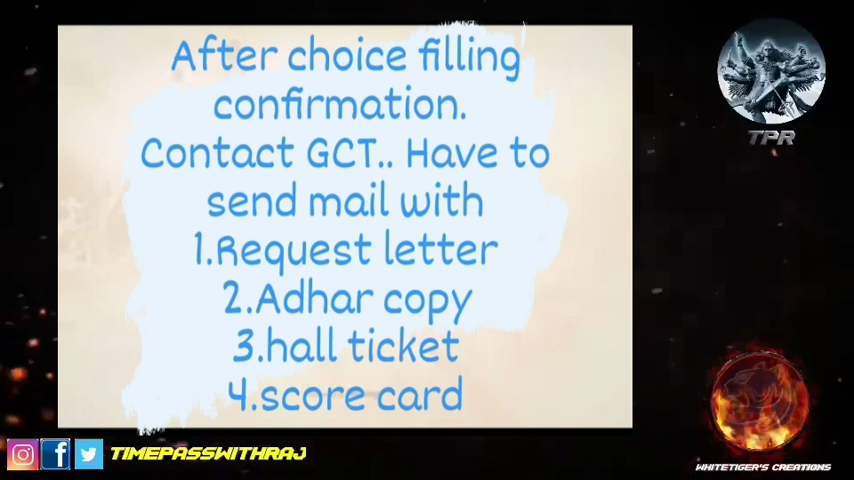 After choice filling
confirmation.
Contact GCT.. Have to
send mail with
1.Request letter
2.Adhar copy
3.hall ticket
4.score card
TPR
TIMEPASSWITHRAJ
WHITETIGER'S CREATIONS